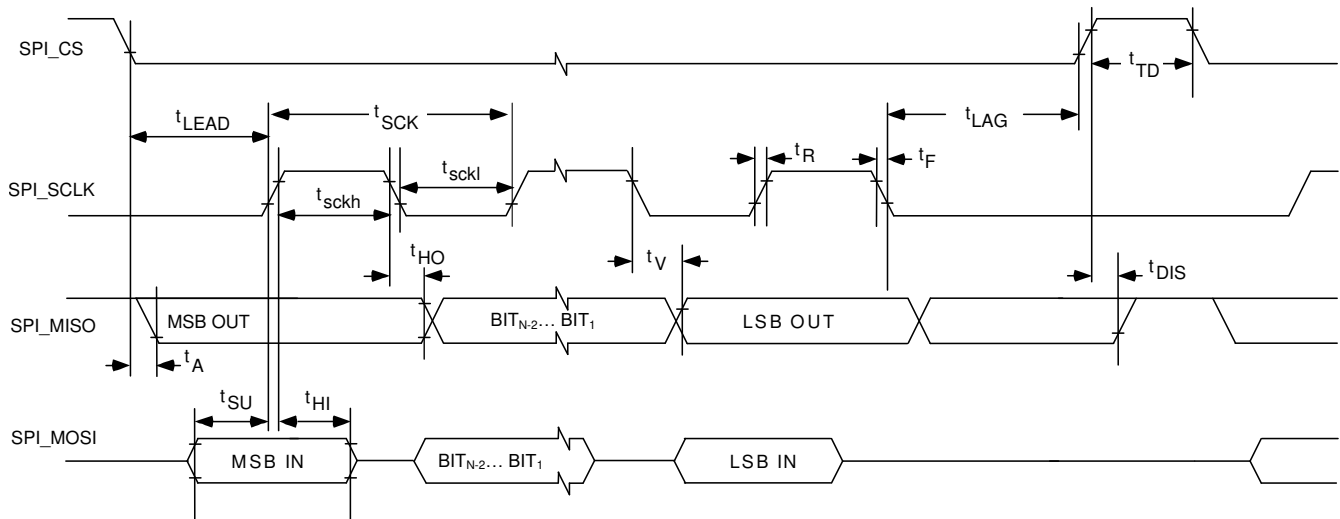 SPI_CS
t_TD
t_LEAD
t_SCK
t_LAG
t_R
t_F
SPI_SCLK
t_sckl
t_sckh
t_HO
t_V
t_DIS
SPI_MISO
MSB OUT
BIT_N-2... BIT_1
LSB OUT
t_A
t_SU
t_HI
SPI_MOSI
MSB IN
BIT_N-2... BIT_1
LSB IN